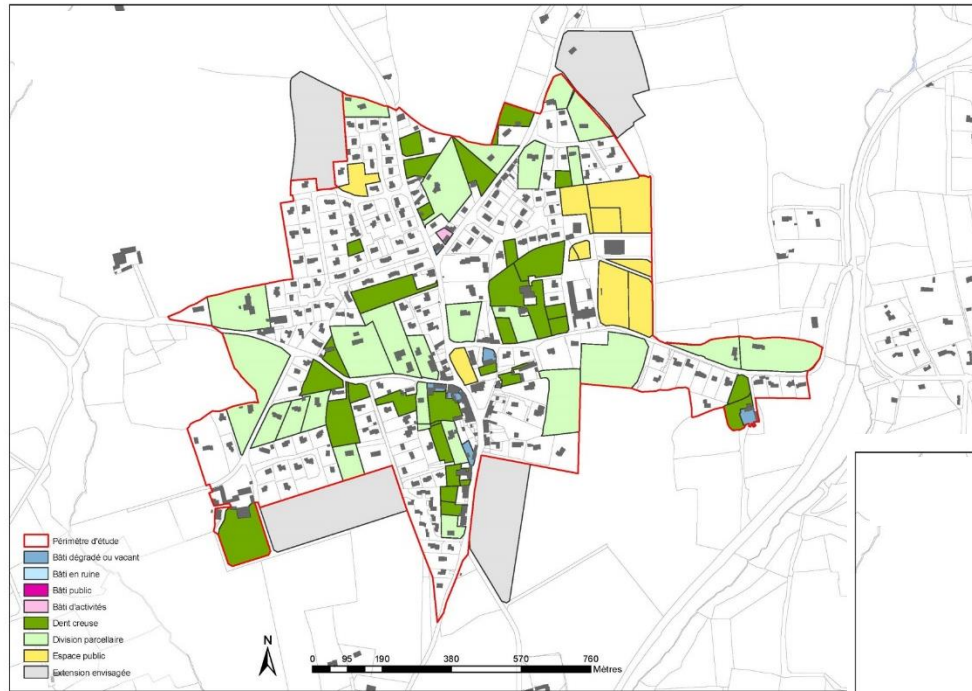 Périmètre d'étude
Bâti dégradé ou vacant
Bâti en ruine
Bâti public
Bâti d'activités
Dent creuse
Division parcellaire
Espace public
Extension envisagée
N
0 95 190 380 570 760
Mètres